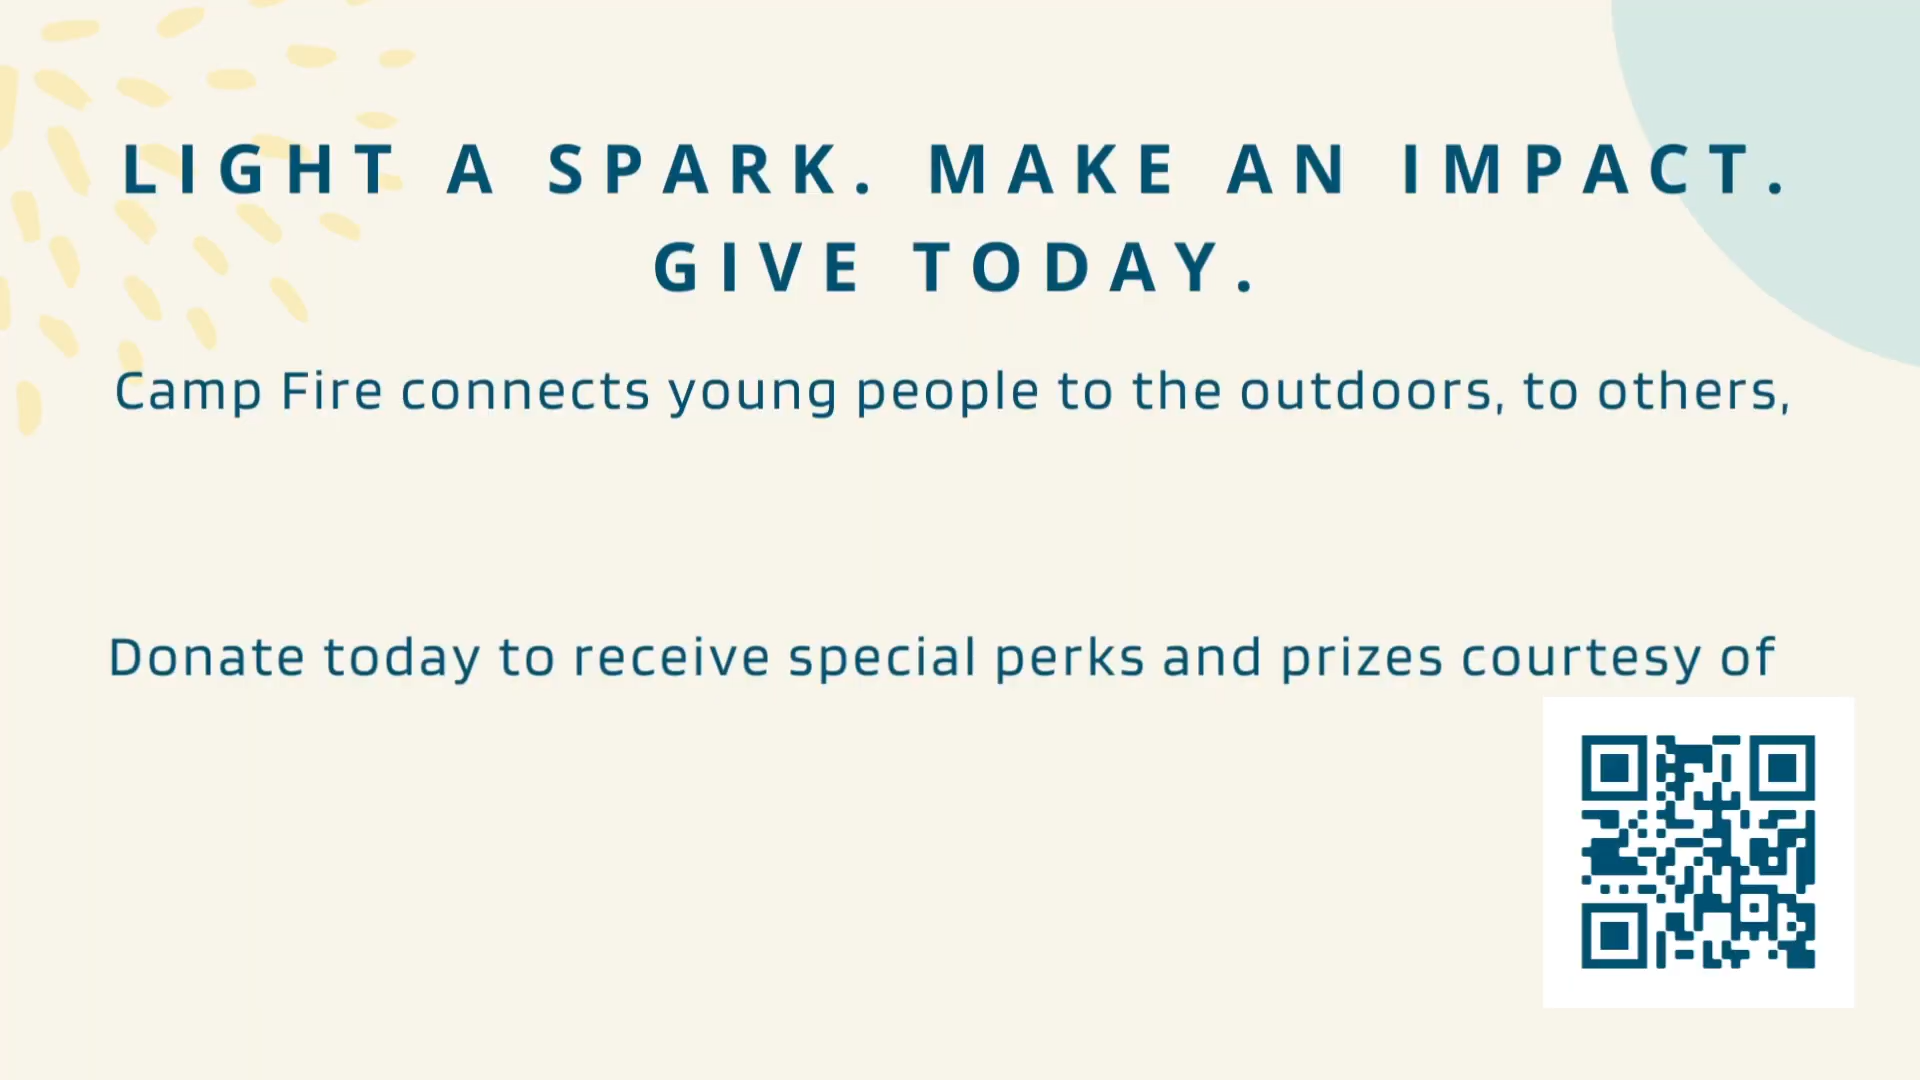 LIGHT A SPARK. MAKE AN IMPACT.
GIVE TODAY.
Camp Fire connects young people to the outdoors, to others,
Donate today to receive special perks and prizes courtesy of